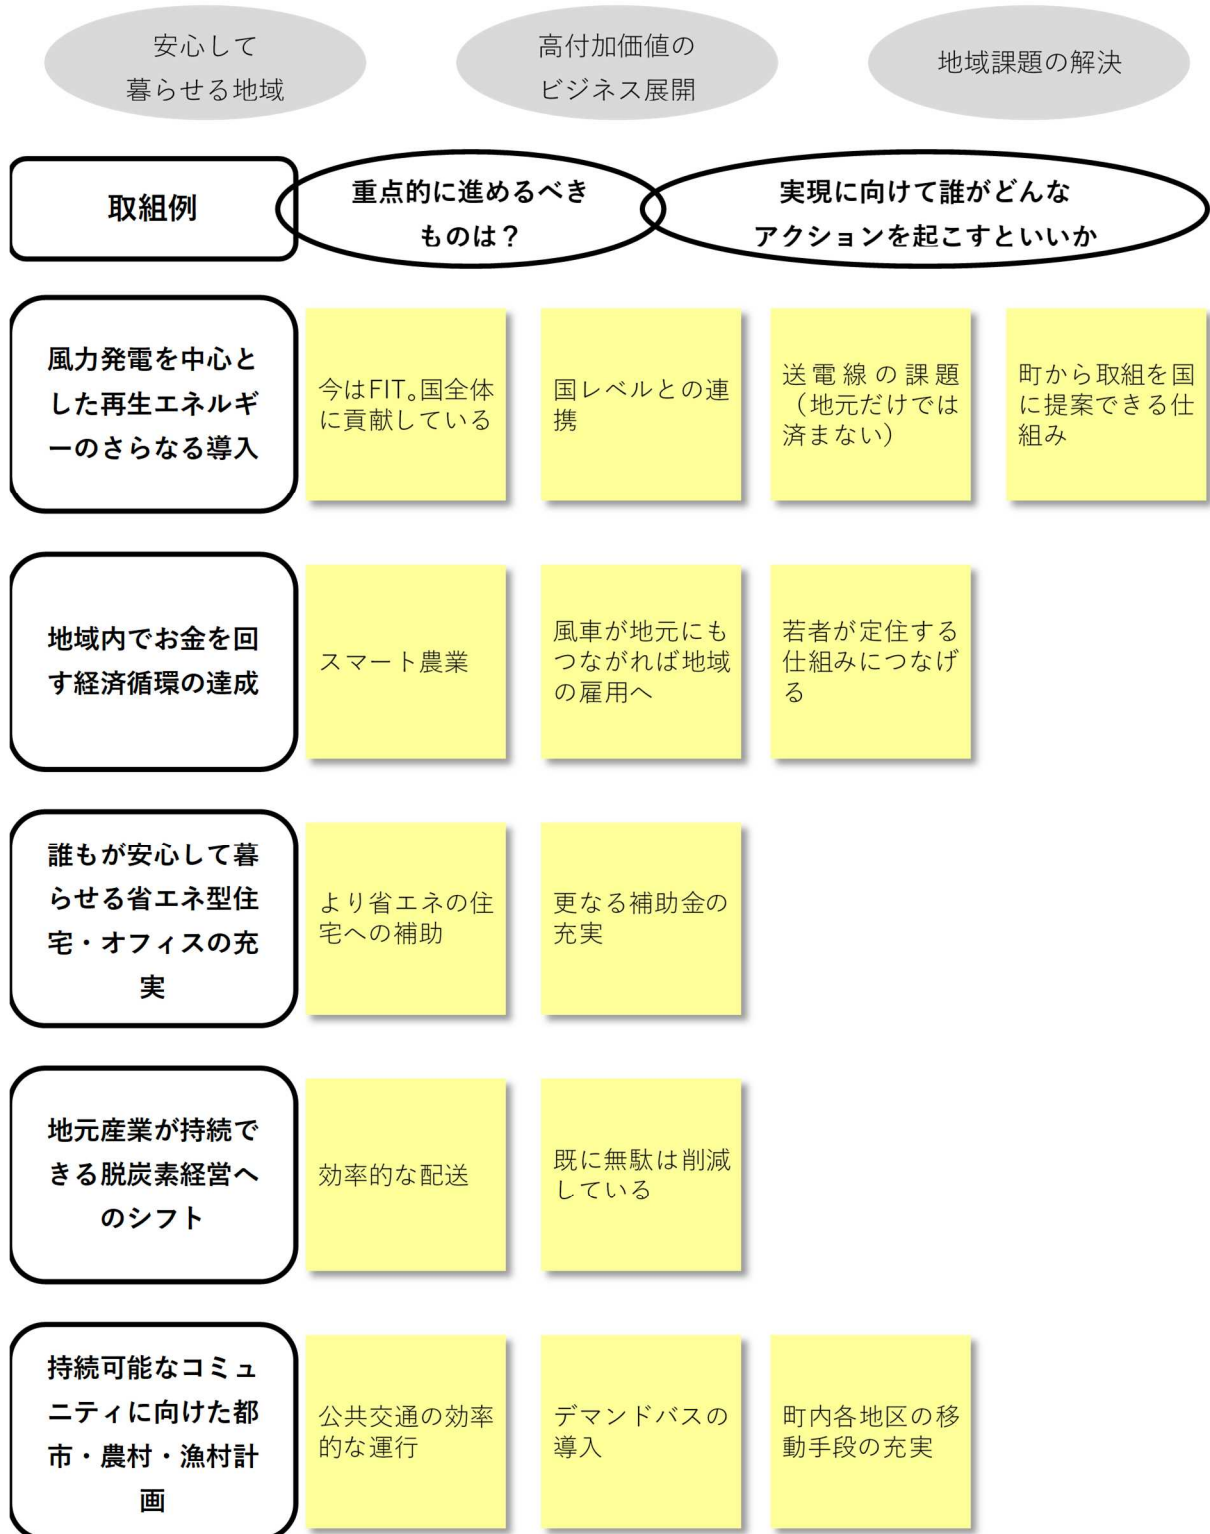 安心して
暮らせる地域
高付加価値の
ビジネス展開
地域課題の解決
取組例
重点的に進めるべき
ものは？
実現に向けて誰がどんな
アクションを起こすといいか
風力発電を中心と
した再生エネルギ
ーのさらなる導入
今はFIT。国全体
に貢献している
国レベルとの連
携
送電線の課題
（地元だけでは
済まない）
町から取組を国
に提案できる仕
組み
地域内でお金を回
す経済循環の達成
スマート農業
風車が地元にも
つながれば地域
の雇用へ
若者が定住する
仕組みにつなげ
る
誰もが安心して暮
らせる省エネ型住
宅・オフィスの充
実
より省エネの住
宅への補助
更なる補助金の
充実
地元産業が持続で
きる脱炭素経営へ
のシフト
効率的な配送
既に無駄は削減
している
持続可能なコミュ
ニティに向けた都
市・農村・漁村計
画
公共交通の効率
的な運行
デマンドバスの
導入
町内各地区の移
動手段の充実